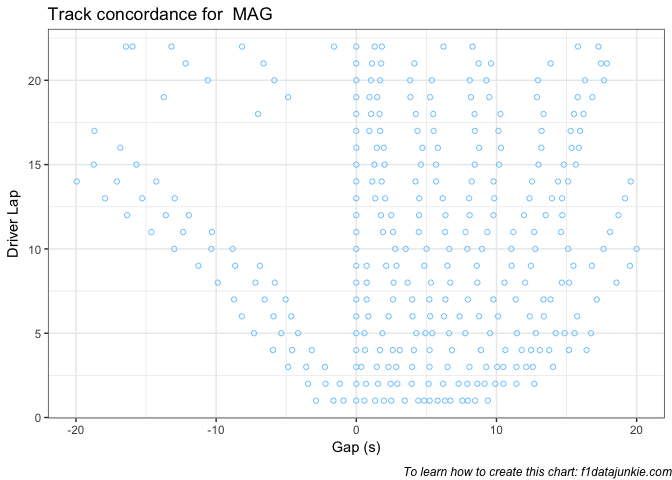 Track concordance for  MAG
Driver Lap
20
15
10
5
0
-20 -10 0 10 20
Gap (s)
To learn how to create this chart: f1datajunkie.com